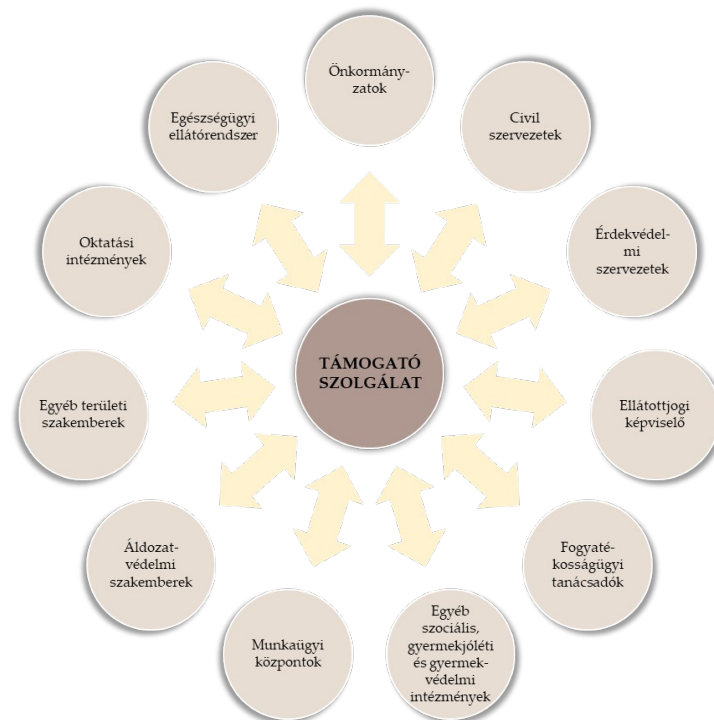 Önkormány-
zatok
Civil
szervezetek
Érdekvédel-
mi
szervezetek
Ellátottjogi
képviselő
Fogyaté-
kosságügyi
tanácsadók
Egyéb
szociális,
gyermekjóléti
és gyermek-
védelmi
intézmények
Munkaügyi
központok
Áldozat-
védelmi
szakemberek
Egyéb területi
szakemberek
Oktatási
intézmények
Egészségügyi
ellátórendszer
TÁMOGATÓ
SZOLGÁLAT